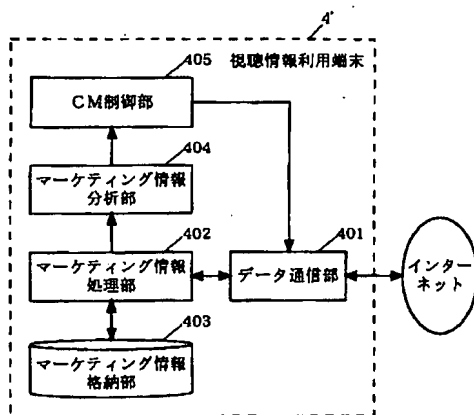 4'
405
視聴情報利用端末
CM制御部
404
マーケティング情報
分析部
402
401
マーケティング情報
処理部
データ通信部
インター
ネット
403
マーケティング情報
格納部